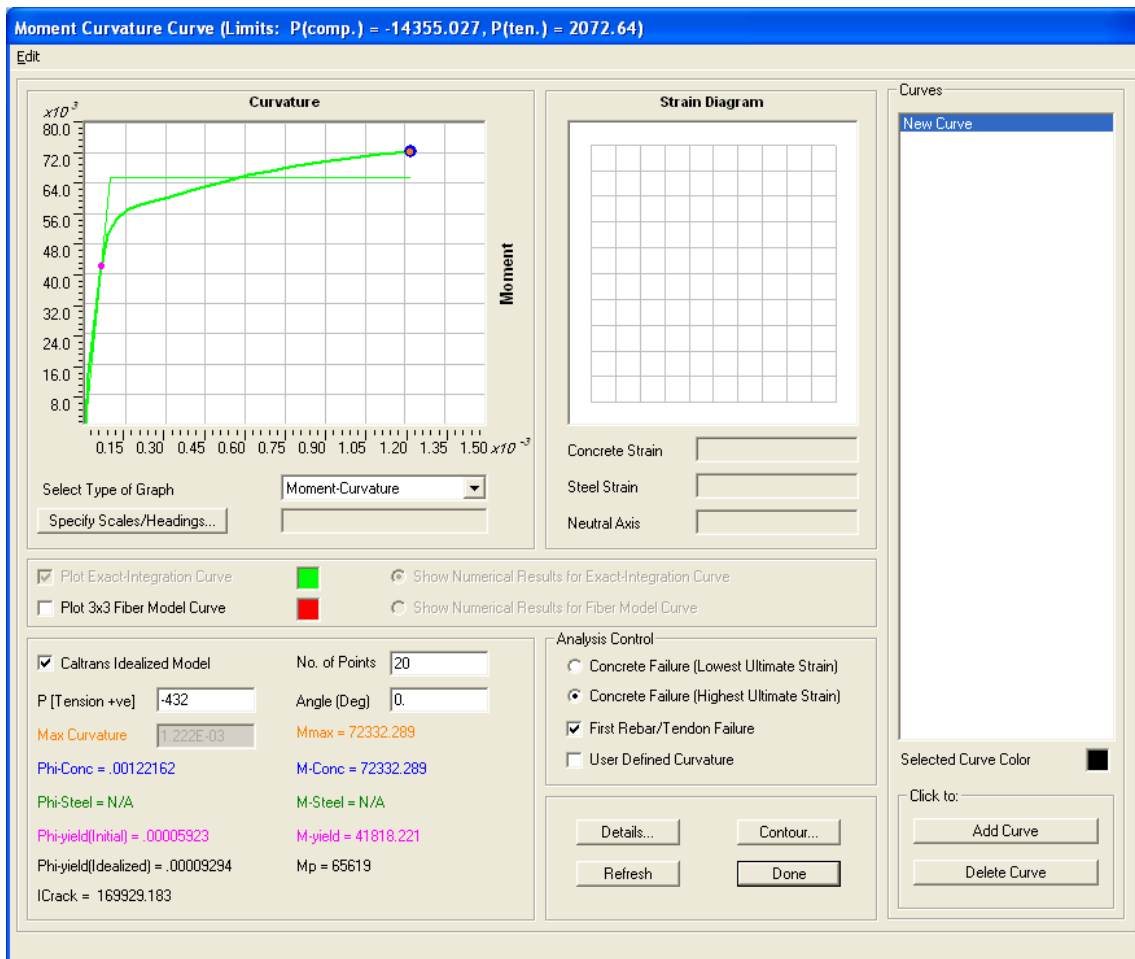 Moment Curvature Curve (Limits:  P(comp.) = -14355.027, P(ten.) = 2072.64)
Edit
Curvature
x10 3
80.0
72.0
64.0
56.0
48.0
40.0
32.0
24.0
16.0
8.0
0.15 0.30 0.45 0.60 0.75 0.90 1.05 1.20 1.35 1.50 x10 -3
Moment
Select Type of Graph
Moment-Curvature
Specify Scales/Headings...
Strain Diagram
Concrete Strain
Steel Strain
Neutral Axis
Curves
New Curve
Plot Exact-Integration Curve
Show Numerical Results for Exact-Integration Curve
Plot 3x3 Fiber Model Curve
Show Numerical Results for Fiber Model Curve
Caltrans Idealized Model
No. of Points 20
P [Tension +ve] -432
Angle (Deg) 0.
Max Curvature 1.222E-03
Mmax = 72332.289
Phi-Conc = .00122162
M-Conc = 72332.289
Phi-Steel = N/A
M-Steel = N/A
Phi-yield(Initial) = .00005923
M-yield = 41818.221
Phi-yield(Idealized) = .00009294
Mp = 65619
ICrack = 169929.183
Analysis Control
Concrete Failure (Lowest Ultimate Strain)
Concrete Failure (Highest Ultimate Strain)
First Rebar/Tendon Failure
User Defined Curvature
Details...
Contour...
Refresh
Done
Selected Curve Color
Click to:
Add Curve
Delete Curve